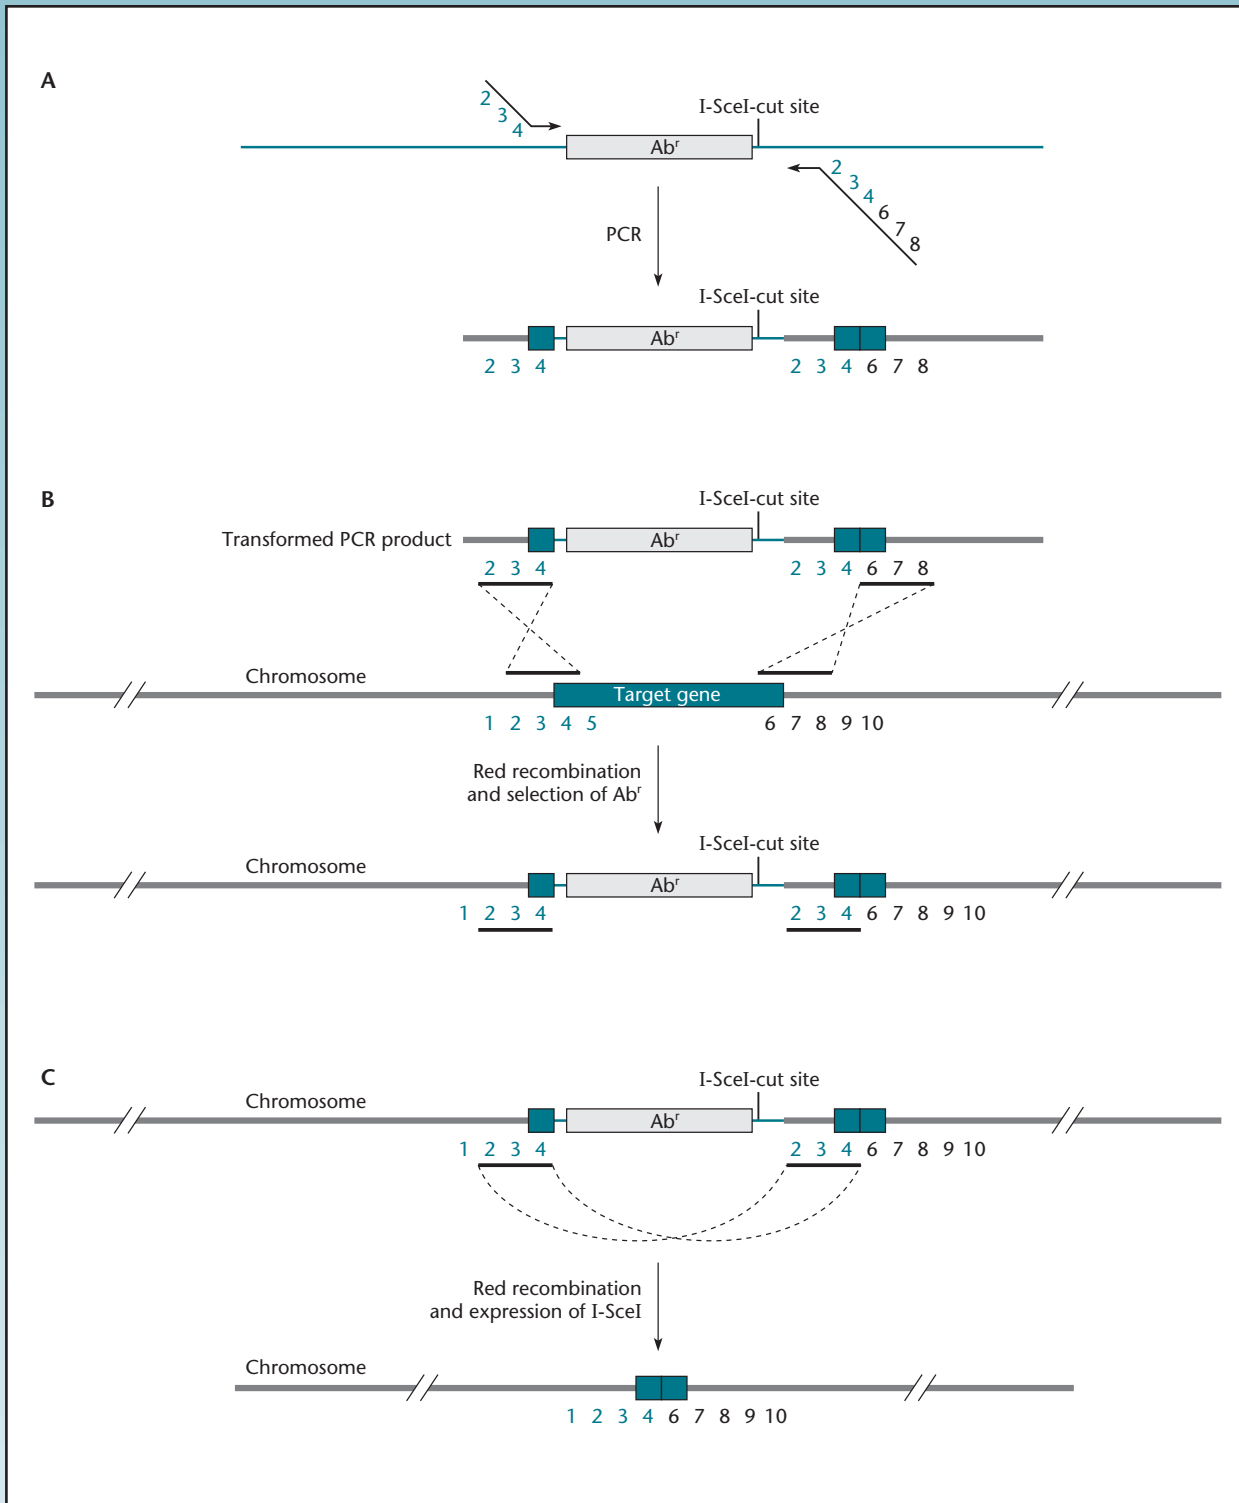 A
I-SceI-cut site
2
3
4
Abʳ
2
3
4
6
7
8
PCR
I-SceI-cut site
Abʳ
2 3 4 2 3 4 6 7 8
B
I-SceI-cut site
Transformed PCR product
Abʳ
2 3 4 2 3 4 6 7 8
Chromosome
Target gene
1 2 3 4 5 6 7 8 9 10
Red recombination
and selection of Abʳ
I-SceI-cut site
Chromosome
Abʳ
1 2 3 4 2 3 4 6 7 8 9 10
C
I-SceI-cut site
Chromosome
Abʳ
1 2 3 4 2 3 4 6 7 8 9 10
Red recombination
and expression of I-SceI
Chromosome
1 2 3 4 6 7 8 9 10